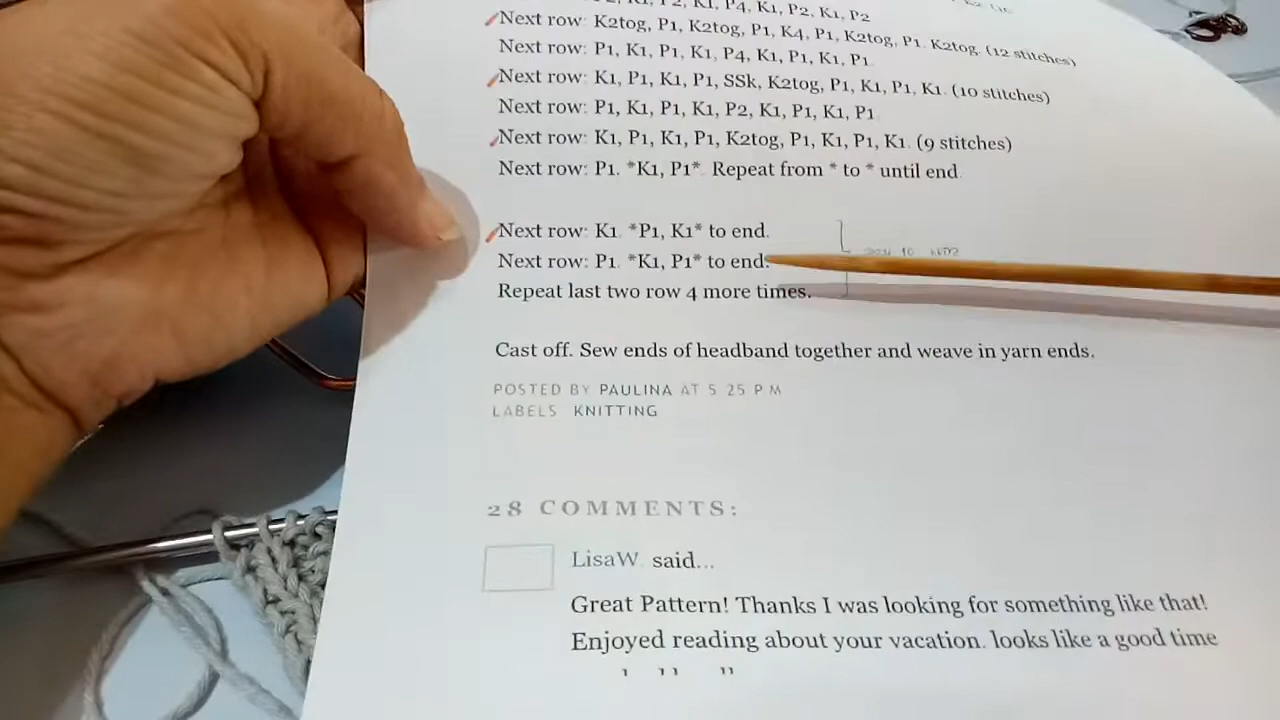 K1, P4, K1, P2, K1, P2
Next row: K2tog, P1, K2tog, P1, K4, P1, K2tog, P1. K2tog. (12 stitches)
Next row: P1, K1, P1, K1, P4, K1, P1, K1, P1.
Next row: K1, P1, K1, P1, SSk, K2tog, P1, K1, P1, K1. (10 stitches)
Next row: P1, K1, P1, K1, P2, K1, P1, K1, P1
Next row: K1, P1, K1, P1, K2tog, P1, K1, P1, K1. (9 stitches)
Next row: P1. *K1, P1*. Repeat from * to * until end.
Next row: K1. *P1, K1* to end.
Next row: P1. *K1, P1* to end.
Repeat last two row 4 more times.
Cast off. Sew ends of headband together and weave in yarn ends.
POSTED BY PAULINA AT 5 25 P M
LABELS KNITTING
28 COMMENTS:
LisaW. said...
Great Pattern! Thanks I was looking for something like that!
Enjoyed reading about your vacation. looks like a good time